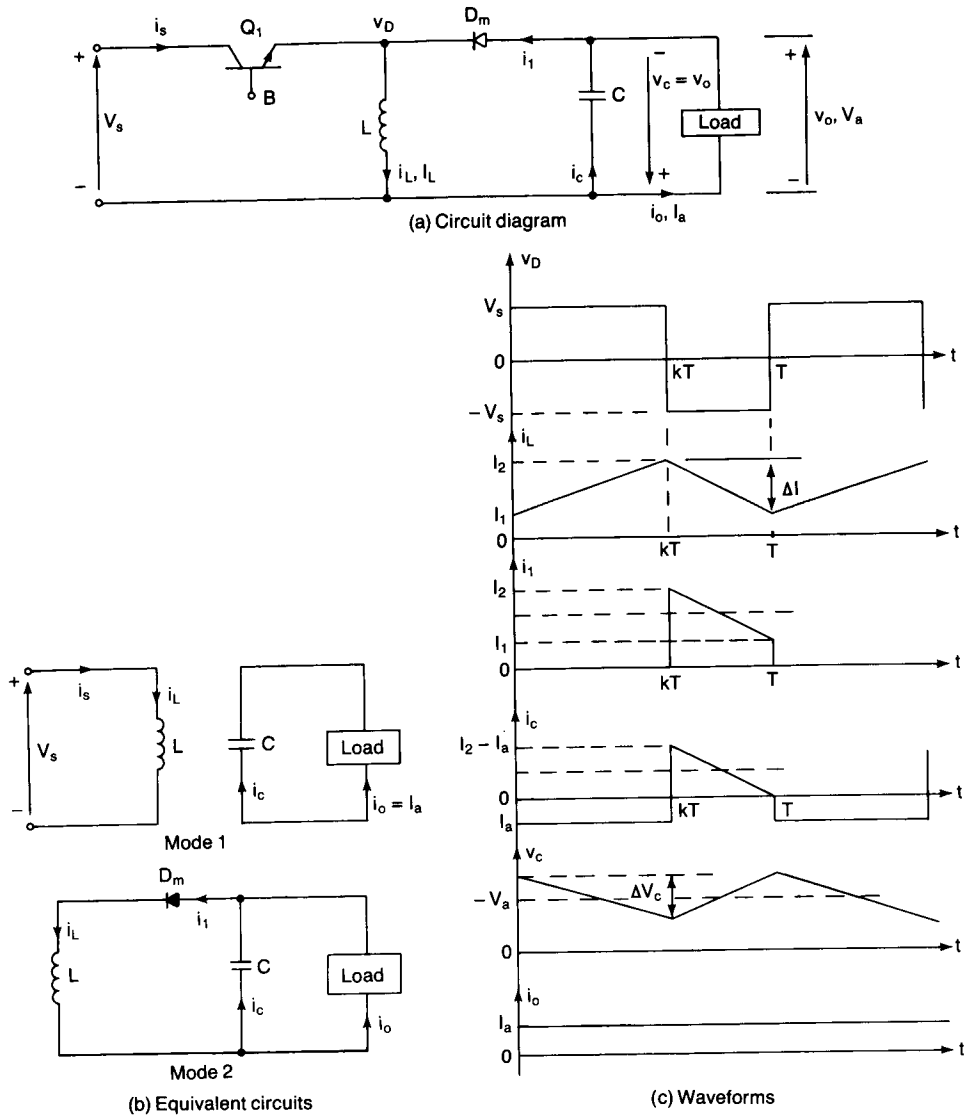 i_s Q_1 v_D D_m
+ i_1 − +
B C v_c = v_o
V_s L Load v_o, V_a
− i_L, I_L i_c + −
i_o, I_a
(a) Circuit diagram
v_D
V_s
0 kT T t
−V_s
i_L
I_2
ΔI
I_1
0 kT T t
i_1
I_2
I_1
0 kT T t
i_c
I_2 − I_a
0 kT T t
I_a
v_c
ΔV_c
−V_a
0 t
i_o
I_a
0 t
+ i_s i_L
V_s L C Load
− i_c i_o = I_a
Mode 1
D_m
i_L i_1
L C Load
i_c i_o
Mode 2
(b) Equivalent circuits
(c) Waveforms